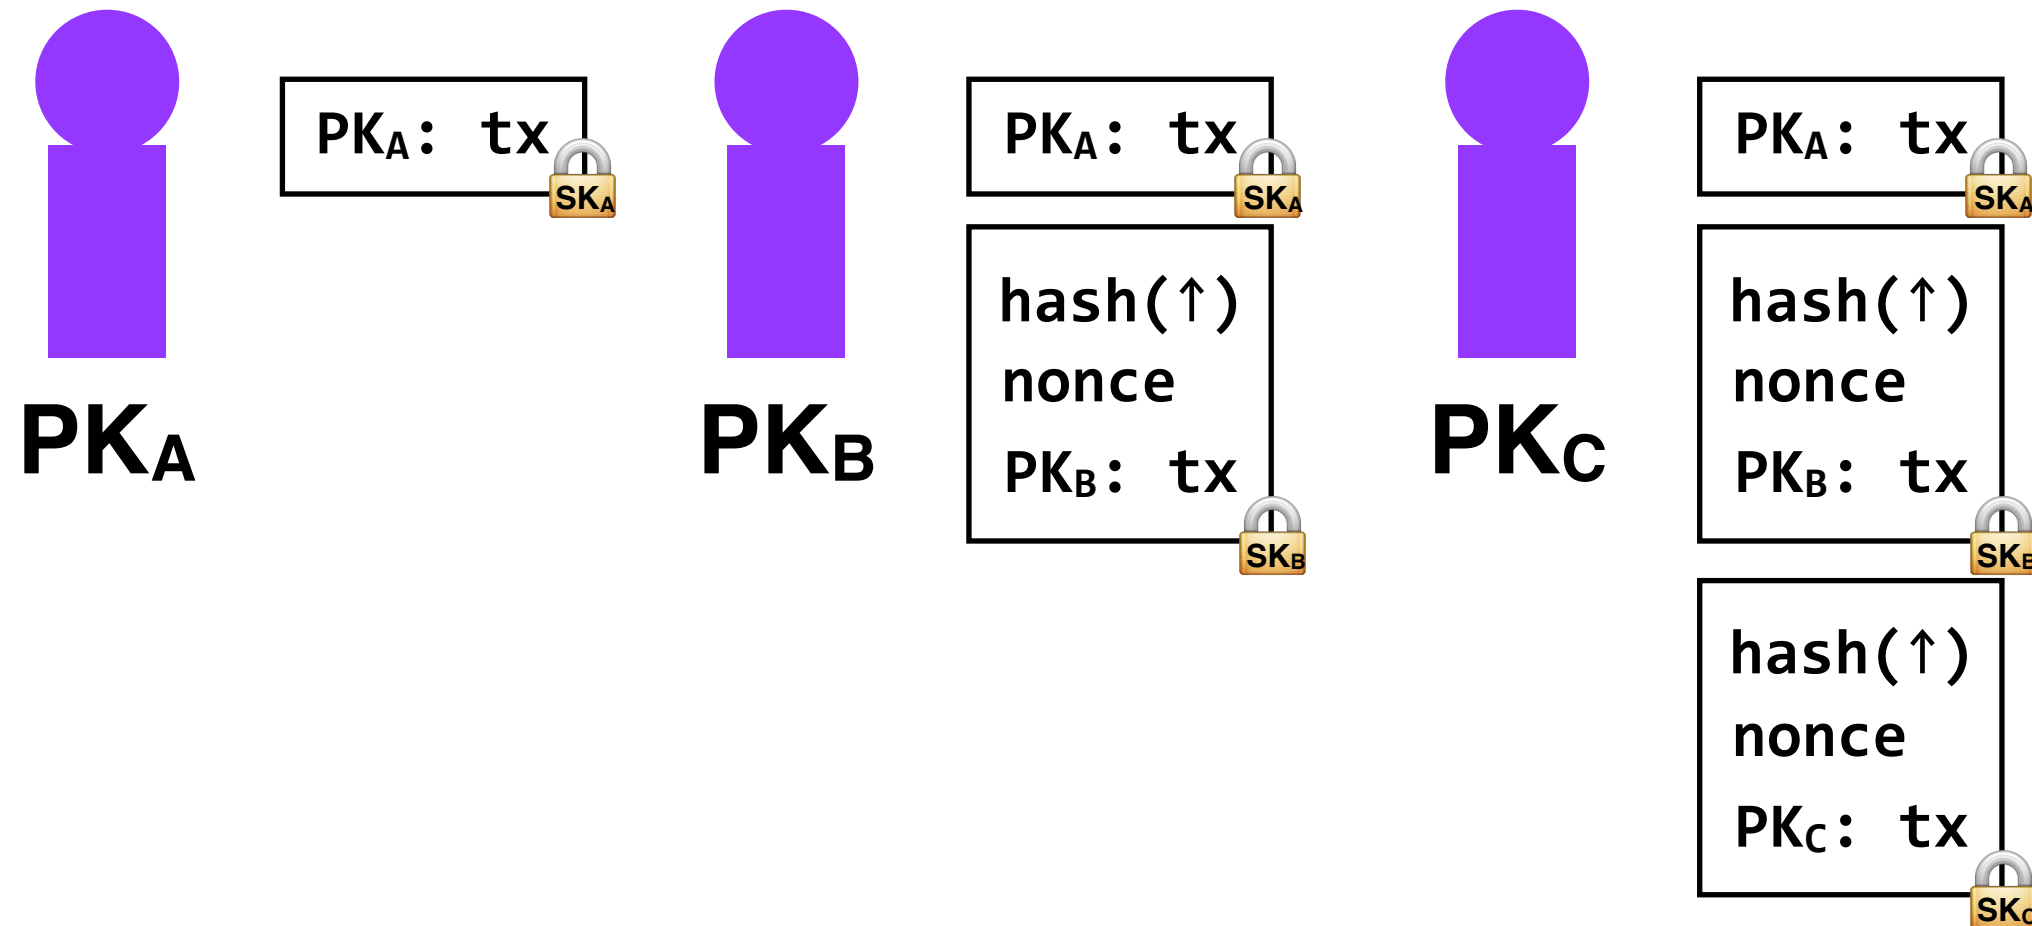 PKA: tx
SKA
PKA
PKA: tx
SKA
hash(↑)
nonce
PKB: tx
SKB
PKB
PKA: tx
SKA
hash(↑)
nonce
PKB: tx
SKB
hash(↑)
nonce
PKC: tx
SKC
PKC